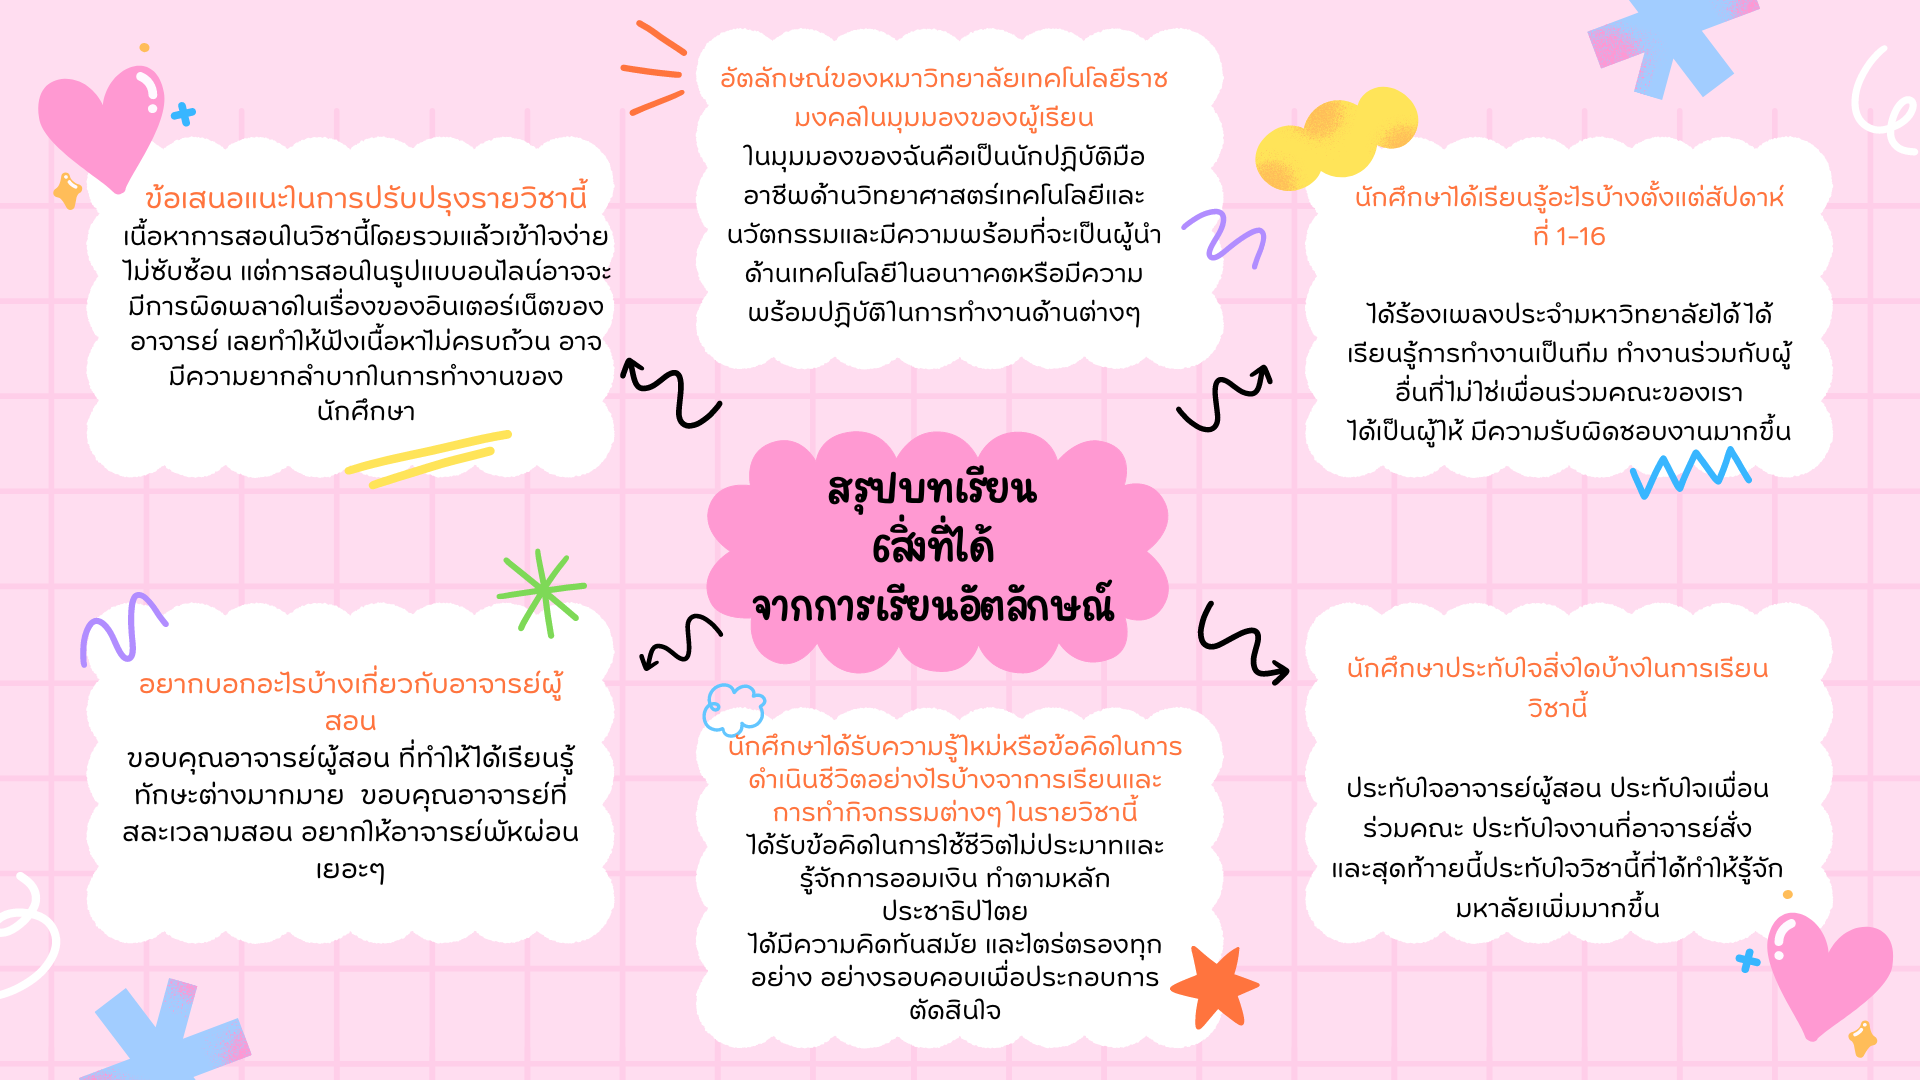 อัตลักษณ์ของหมาวิทยาลัยเทคโนโลยีราช
มงคลในมุมมองของผู้เรียน
ในมุมมองของฉันคือเป็นนักปฏิบัติมือ
อาชีพด้านวิทยาศาสตร์เทคโนโลยีและ
นวัตกรรมและมีความพร้อมที่จะเป็นผู้นำ
ด้านเทคโนโลยีในอนาาคตหรือมีความ
พร้อมปฏิบัติในการทำงานด้านต่างๆ
ข้อเสนอแนะในการปรับปรุงรายวิชานี้
เนื้อหาการสอนในวิชานี้โดยรวมแล้วเข้าใจง่าย
ไม่ซับซ้อน แต่การสอนในรูปแบบอนไลน์อาจจะ
มีการผิดพลาดในเรื่องของอินเตอร์เน็ตของ
อาจารย์ เลยทำให้ฟังเนื้อหาไม่ครบถ้วน อาจ
มีความยากลำบากในการทำงานของ
นักศึกษา
นักศึกษาได้เรียนรู้อะไรบ้างตั้งแต่สัปดาห์
ที่ 1-16
ได้ร้องเพลงประจำมหาวิทยาลัยได้ ได้
เรียนรู้การทำงานเป็นทีม ทำงานร่วมกับผู้
อื่นที่ไม่ใช่เพื่อนร่วมคณะของเรา
ได้เป็นผู้ให้ มีความรับผิดชอบงานมากขึ้น
สรุปบทเรียน
6สิ่งที่ได้
จากการเรียนอัตลักษณ์
อยากบอกอะไรบ้างเกี่ยวกับอาจารย์ผู้
สอน
ขอบคุณอาจารย์ผู้สอน ที่ทำให้ได้เรียนรู้
ทักษะต่างมากมาย  ขอบคุณอาจารย์ที่
สละเวลามสอน อยากให้อาจารย์พัหผ่อน
เยอะๆ
นักศึกษาได้รับความรู้ใหม่หรือข้อคิดในการ
ดำเนินชีวิตอย่างไรบ้างจาการเรียนและ
การทำกิจกรรมต่างๆ ในรายวิชานี้
ได้รับข้อคิดในการใช้ชีวิตไม่ประมาทและ
รู้จักการออมเงิน ทำตามหลัก
ประชาธิปไตย
ได้มีความคิดทันสมัย และไตร่ตรองทุก
อย่าง อย่างรอบคอบเพื่อประกอบการ
ตัดสินใจ
นักศึกษาประทับใจสิ่งใดบ้างในการเรียน
วิชานี้
ประทับใจอาจารย์ผู้สอน ประทับใจเพื่อน
ร่วมคณะ ประทับใจงานที่อาจารย์สั่ง
และสุดท้าายนี้ประทับใจวิชานี้ที่ได้ทำให้รู้จัก
มหาลัยเพิ่มมากขึ้น